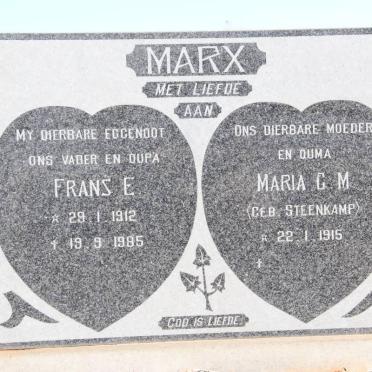 MARX
MET LIEFDE
AAN
MY DIERBARE EGGENOOT
ONS VADER EN OUPA
FRANS E
* 29.1.1912
† 19.9.1985
ONS DIERBARE MOEDER
EN OUMA
MARIA C M
(GEB. STEENKAMP)
* 22.1.1915
†
GOD IS LIEFDE